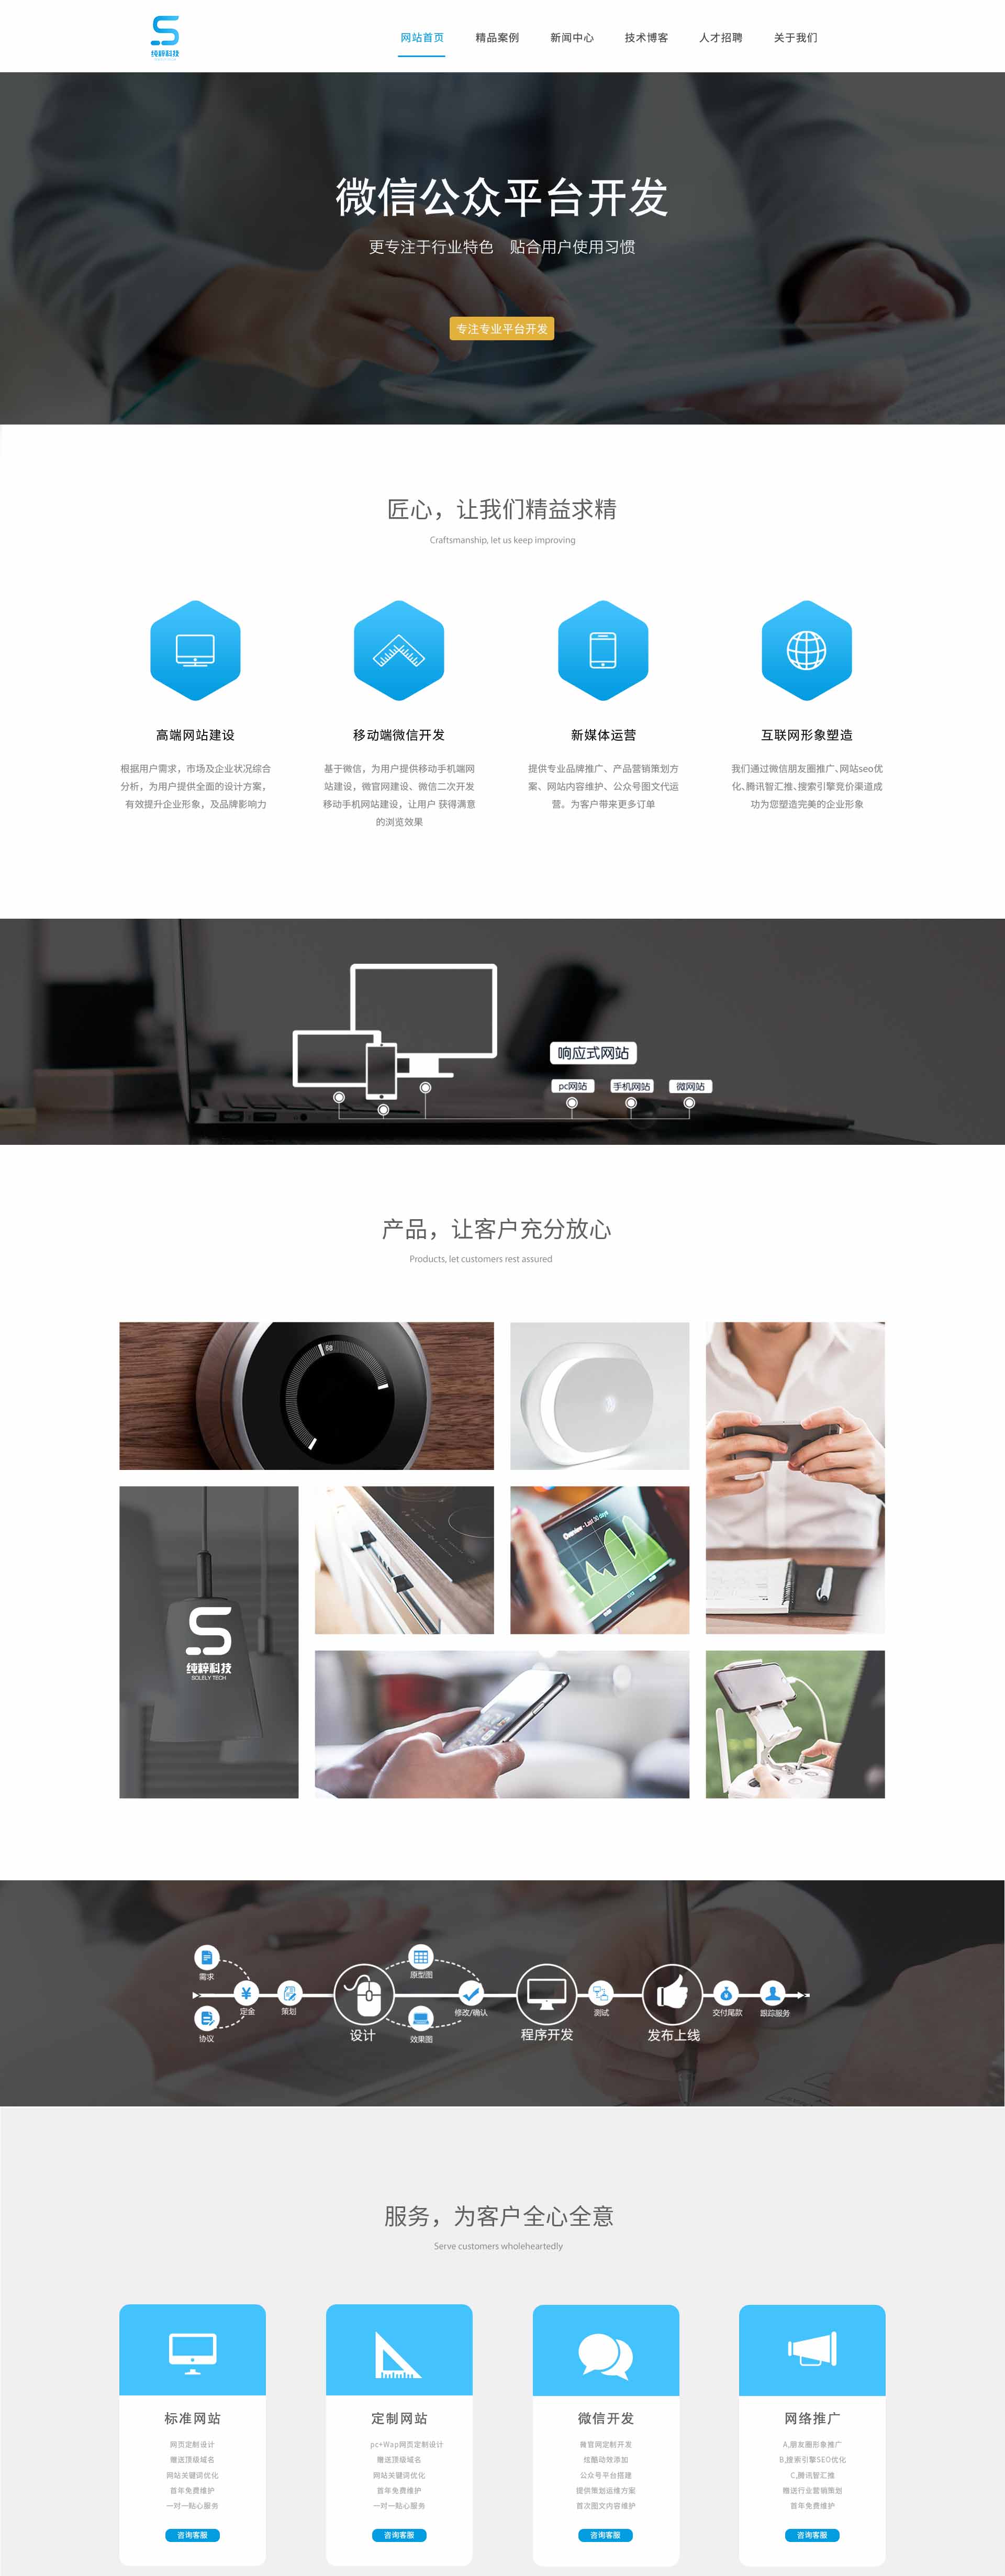 纯粹科技
网站首页
精品案例
新闻中心
技术博客
人才招聘
关于我们
微信公众平台开发
更专注于行业特色 贴合用户使用习惯
专注专业平台开发
匠心，让我们精益求精
Craftsmanship, let us keep improving
高端网站建设
根据用户需求，市场及企业状况综合
分析，为用户提供全面的设计方案，
有效提升企业形象，及品牌影响力
移动端微信开发
基于微信，为用户提供移动手机端网
站建设，微官网建设、微信二次开发
移动手机网站建设，让用户 获得满意
的浏览效果
新媒体运营
提供专业品牌推广、产品营销策划方
案、网站内容维护、公众号图文代运
营。为客户带来更多订单
互联网形象塑造
我们通过微信朋友圈推广、网站seo优
化、腾讯智汇推、搜索引擎竞价渠道成
功为您塑造完美的企业形象
响应式网站
pc网站
手机网站
微网站
产品，让客户充分放心
Products, let customers rest assured
68
Overview - Last 30 days
纯粹科技
SOLELY TECH
需求
协议
定金
策划
设计
原型图
效果图
修改/确认
程序开发
测试
发布上线
交付尾款
跟踪服务
服务，为客户全心全意
Serve customers wholeheartedly
标准网站
网页定制设计
赠送顶级域名
网站关键词优化
首年免费维护
一对一贴心服务
咨询客服
定制网站
pc+Wap网页定制设计
赠送顶级域名
网站关键词优化
首年免费维护
一对一贴心服务
咨询客服
微信开发
微官网定制开发
炫酷动效添加
公众号平台搭建
提供策划运维方案
首次图文内容维护
咨询客服
网络推广
A,朋友圈形象推广
B,搜索引擎SEO优化
C,腾讯智汇推
赠送行业营销策划
首年免费维护
咨询客服